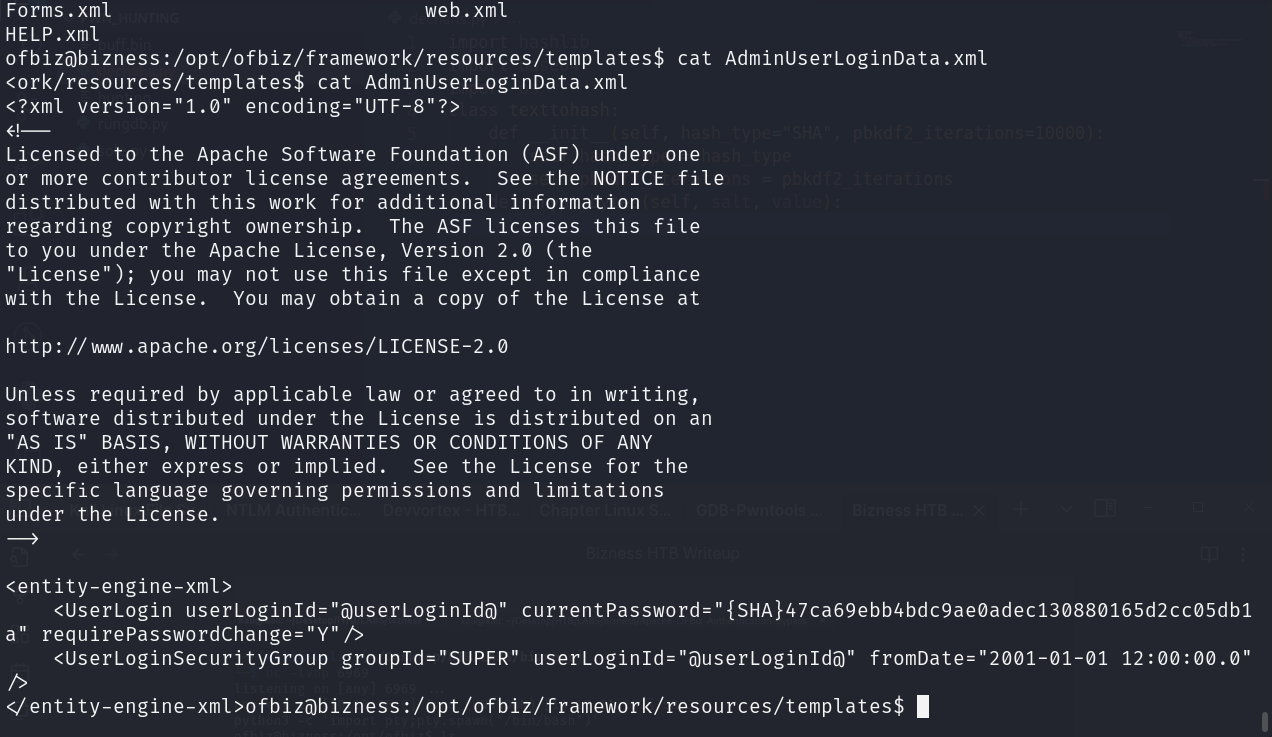 Forms.xml                          web.xml
HELP.xml
ofbiz@bizness:/opt/ofbiz/framework/resources/templates$ cat AdminUserLoginData.xml
<ork/resources/templates$ cat AdminUserLoginData.xml
<?xml version="1.0" encoding="UTF-8"?>
<!--
Licensed to the Apache Software Foundation (ASF) under one
or more contributor license agreements.  See the NOTICE file
distributed with this work for additional information
regarding copyright ownership.  The ASF licenses this file
to you under the Apache License, Version 2.0 (the
"License"); you may not use this file except in compliance
with the License.  You may obtain a copy of the License at

http://www.apache.org/licenses/LICENSE-2.0

Unless required by applicable law or agreed to in writing,
software distributed under the License is distributed on an
"AS IS" BASIS, WITHOUT WARRANTIES OR CONDITIONS OF ANY
KIND, either express or implied.  See the License for the
specific language governing permissions and limitations
under the License.
-->

<entity-engine-xml>
    <UserLogin userLoginId="@userLoginId@" currentPassword="{SHA}47ca69ebb4bdc9ae0adec130880165d2cc05db1
a" requirePasswordChange="Y"/>
    <UserLoginSecurityGroup groupId="SUPER" userLoginId="@userLoginId@" fromDate="2001-01-01 12:00:00.0"
/>
</entity-engine-xml>ofbiz@bizness:/opt/ofbiz/framework/resources/templates$